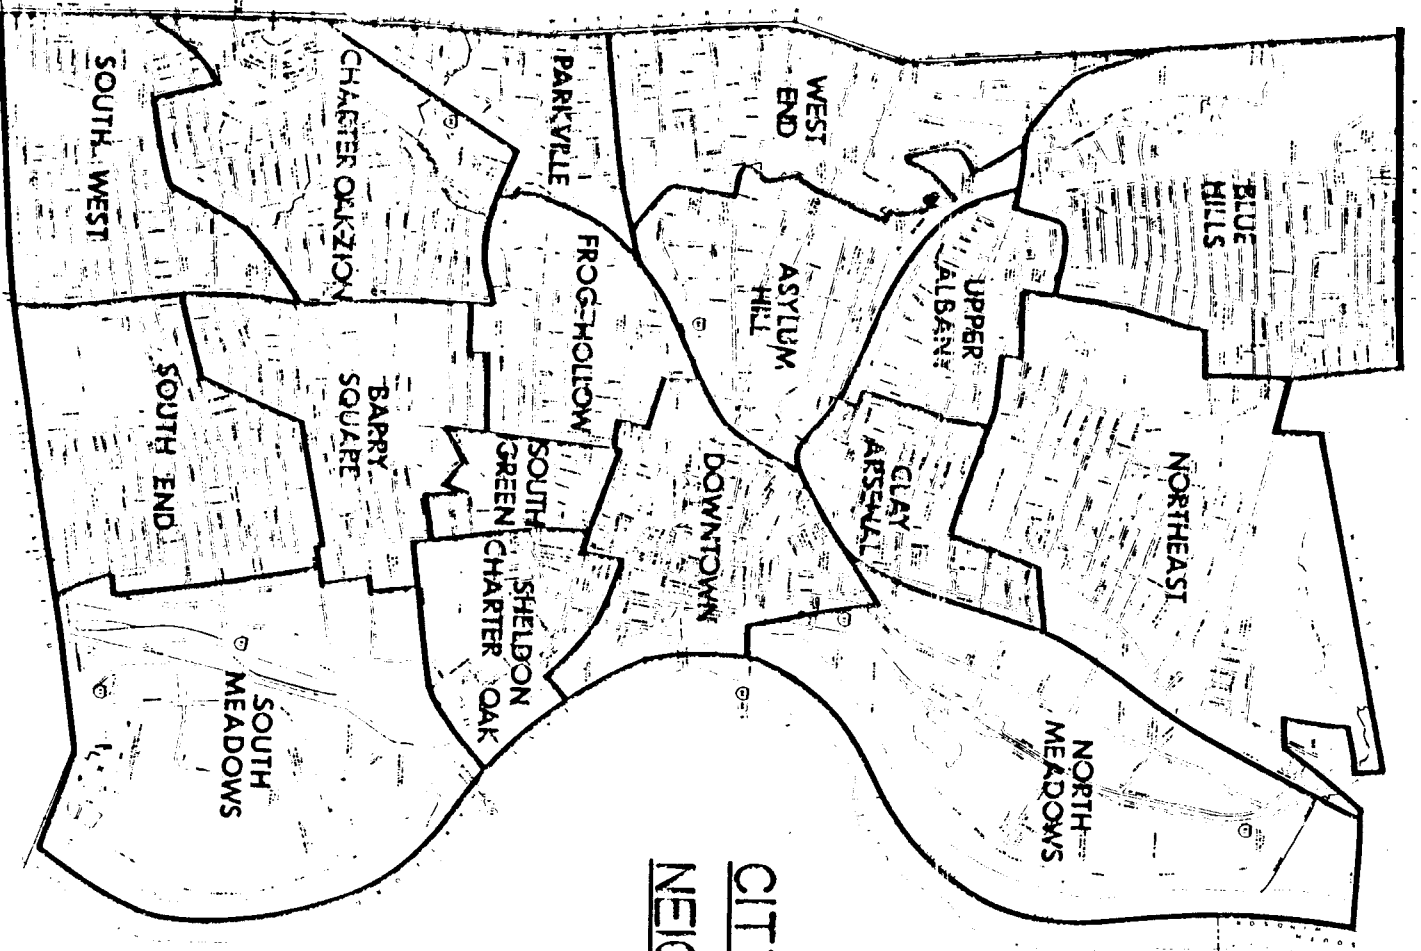 BLUE
HILLS
WEST
END
UPPER
ALBANY
NORTHEAST
ASYLUM
HILL
CLAY
ARSENAL
PARKVILLE
FROG HOLLOW
DOWNTOWN
NORTH
MEADOWS
CHARTER OAK-ZION
SOUTH
GREEN
SHELDON
CHARTER OAK
BARRY
SQUARE
SOUTH WEST
SOUTH END
SOUTH
MEADOWS
CIT
NEIG